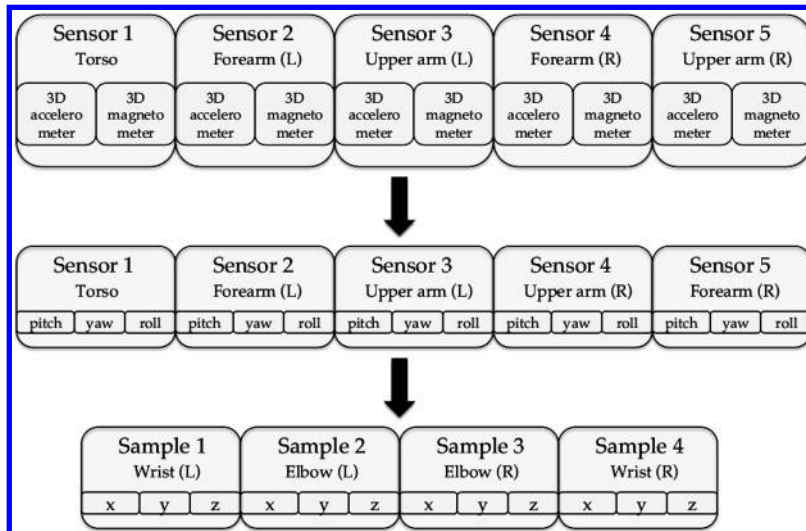 Sensor 1 Sensor 2 Sensor 3 Sensor 4 Sensor 5
Torso Forearm (L) Upper arm (L) Forearm (R) Upper arm (R)
3D 3D 3D 3D 3D 3D 3D 3D 3D 3D
accelero magneto accelero magneto accelero magneto accelero magneto accelero magneto
meter meter meter meter meter meter meter meter meter meter
Sensor 1 Sensor 2 Sensor 3 Sensor 4 Sensor 5
Torso Forearm (L) Upper arm (L) Upper arm (R) Forearm (R)
pitch yaw roll pitch yaw roll pitch yaw roll pitch yaw roll pitch yaw roll
Sample 1 Sample 2 Sample 3 Sample 4
Wrist (L) Elbow (L) Elbow (R) Wrist (R)
x y z x y z x y z x y z